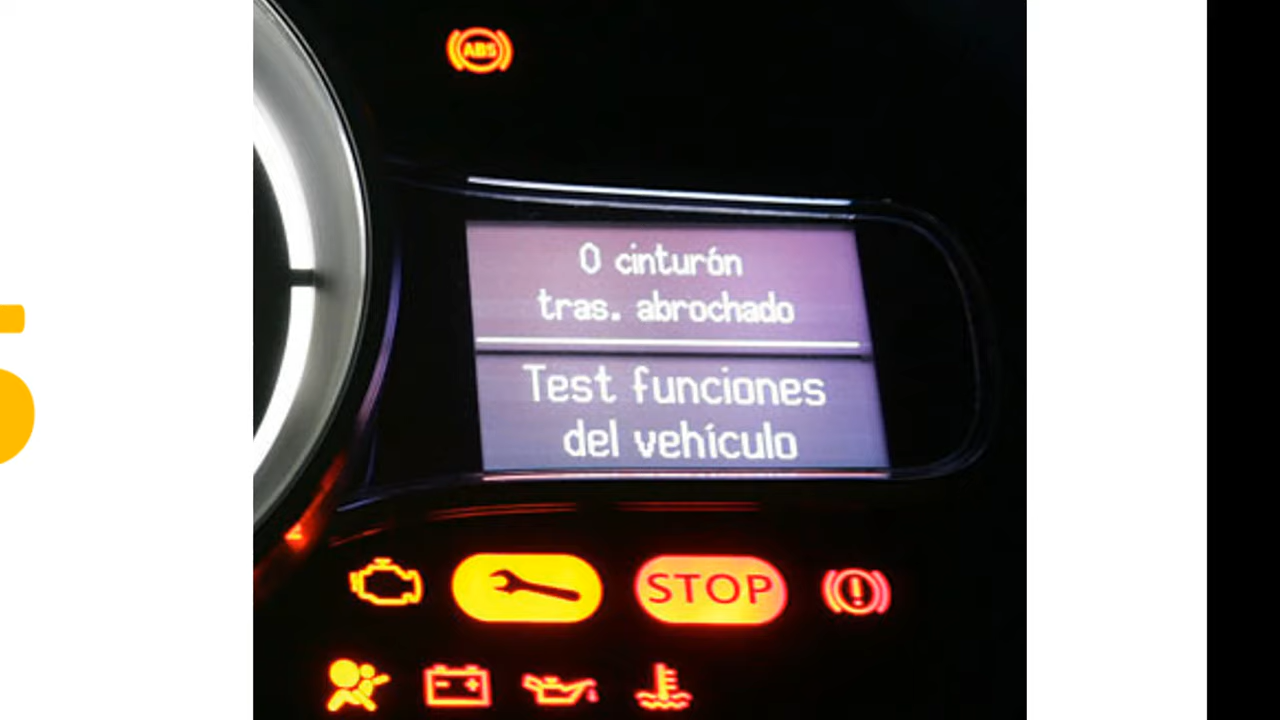 ABS
0 cinturón
tras. abrochado
Test funciones
del vehículo
STOP